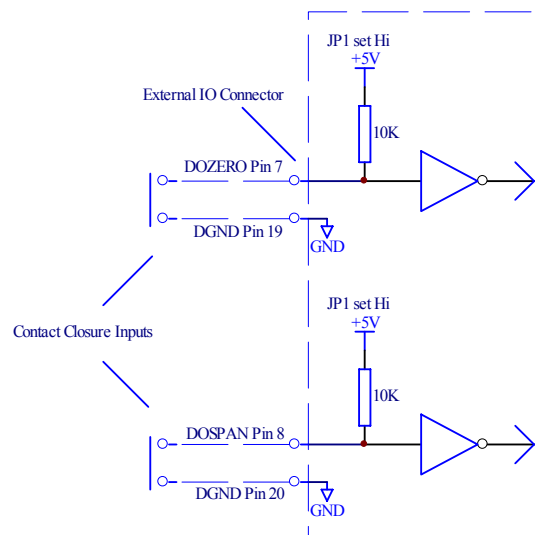 JP1 set Hi
+5V
External IO Connector
10K
DOZERO Pin 7
DGND Pin 19
GND
JP1 set Hi
+5V
Contact Closure Inputs
10K
DOSPAN Pin 8
DGND Pin 20
GND